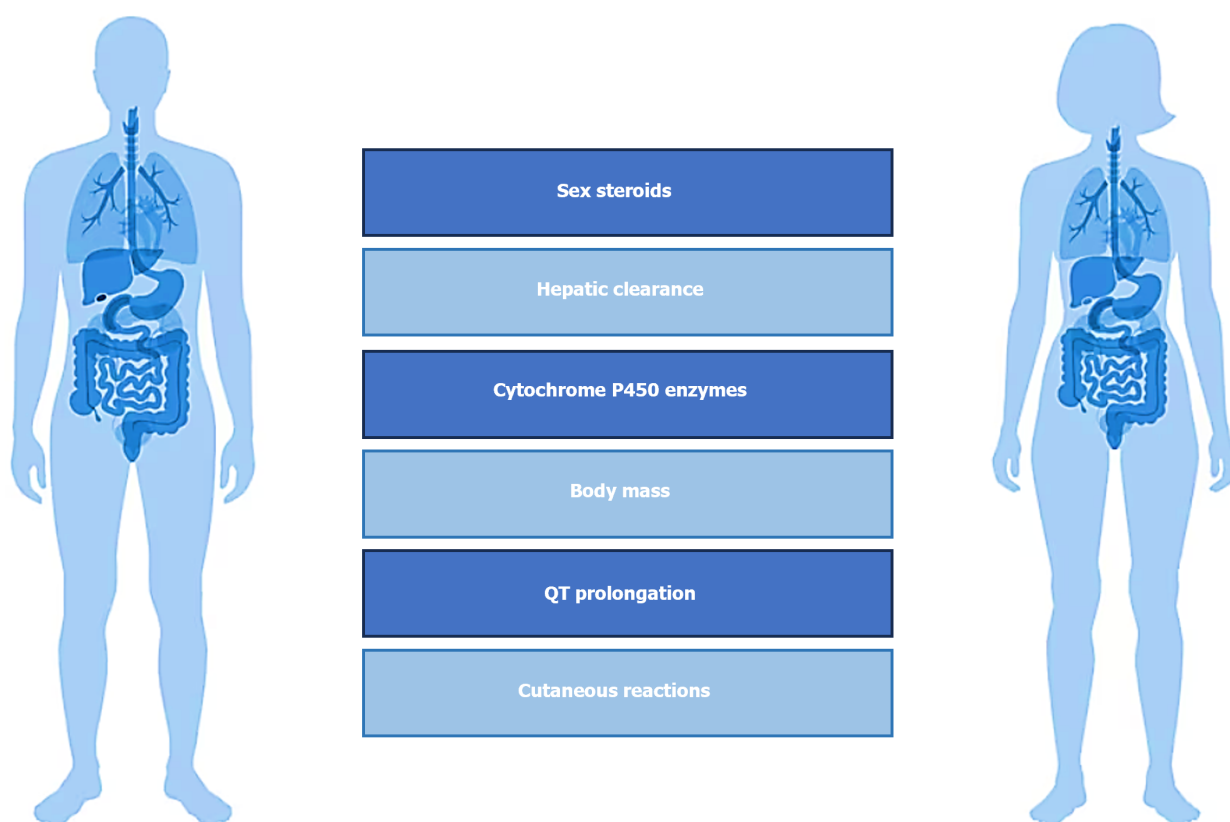 Sex steroids
Hepatic clearance
Cytochrome P450 enzymes
Body mass
QT prolongation
Cutaneous reactions